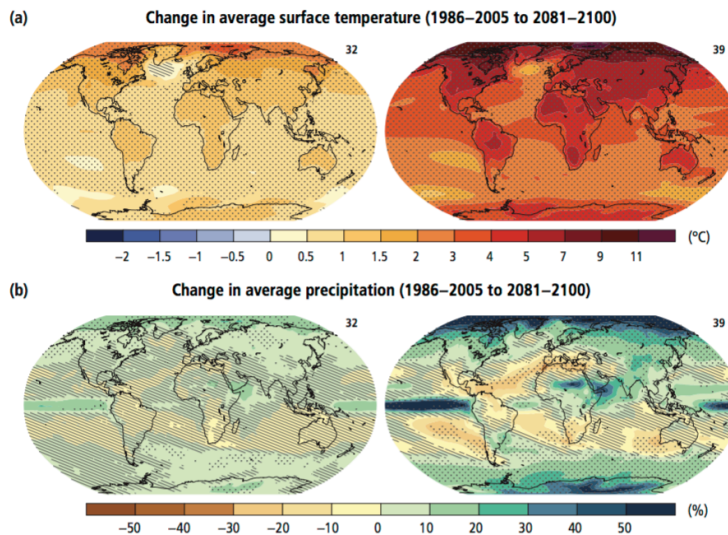 (a) Change in average surface temperature (1986–2005 to 2081–2100)
32 39
−2 −1.5 −1 −0.5 0 0.5 1 1.5 2 3 4 5 7 9 11 (°C)
(b) Change in average precipitation (1986–2005 to 2081–2100)
32 39
−50 −40 −30 −20 −10 0 10 20 30 40 50 (%)